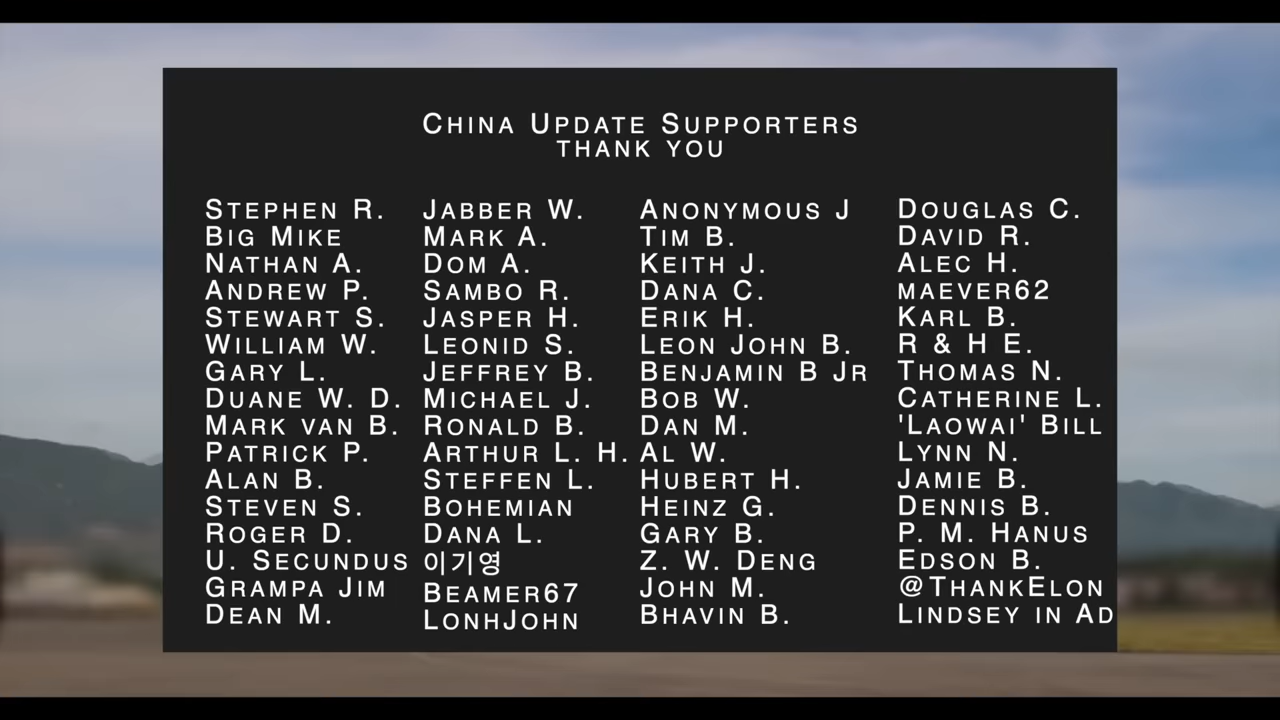 China Update Supporters
THANK YOU
Stephen R.
Big Mike
Nathan A.
Andrew P.
Stewart S.
William W.
Gary L.
Duane W. D.
Mark van B.
Patrick P.
Alan B.
Steven S.
Roger D.
U. Secundus
Grampa Jim
Dean M.
Jabber W.
Mark A.
Dom A.
Sambo R.
Jasper H.
Leonid S.
Jeffrey B.
Michael J.
Ronald B.
Arthur L. H.
Steffen L.
Bohemian
Dana L.
이기영
Beamer67
LonhJohn
Anonymous J
Tim B.
Keith J.
Dana C.
Erik H.
Leon John B.
Benjamin B Jr
Bob W.
Dan M.
Al W.
Hubert H.
Heinz G.
Gary B.
Z. W. Deng
John M.
Bhavin B.
Douglas C.
David R.
Alec H.
maever62
Karl B.
R & H E.
Thomas N.
Catherine L.
'Laowai' Bill
Lynn N.
Jamie B.
Dennis B.
P. M. Hanus
Edson B.
@ThankElon
Lindsey in Ad